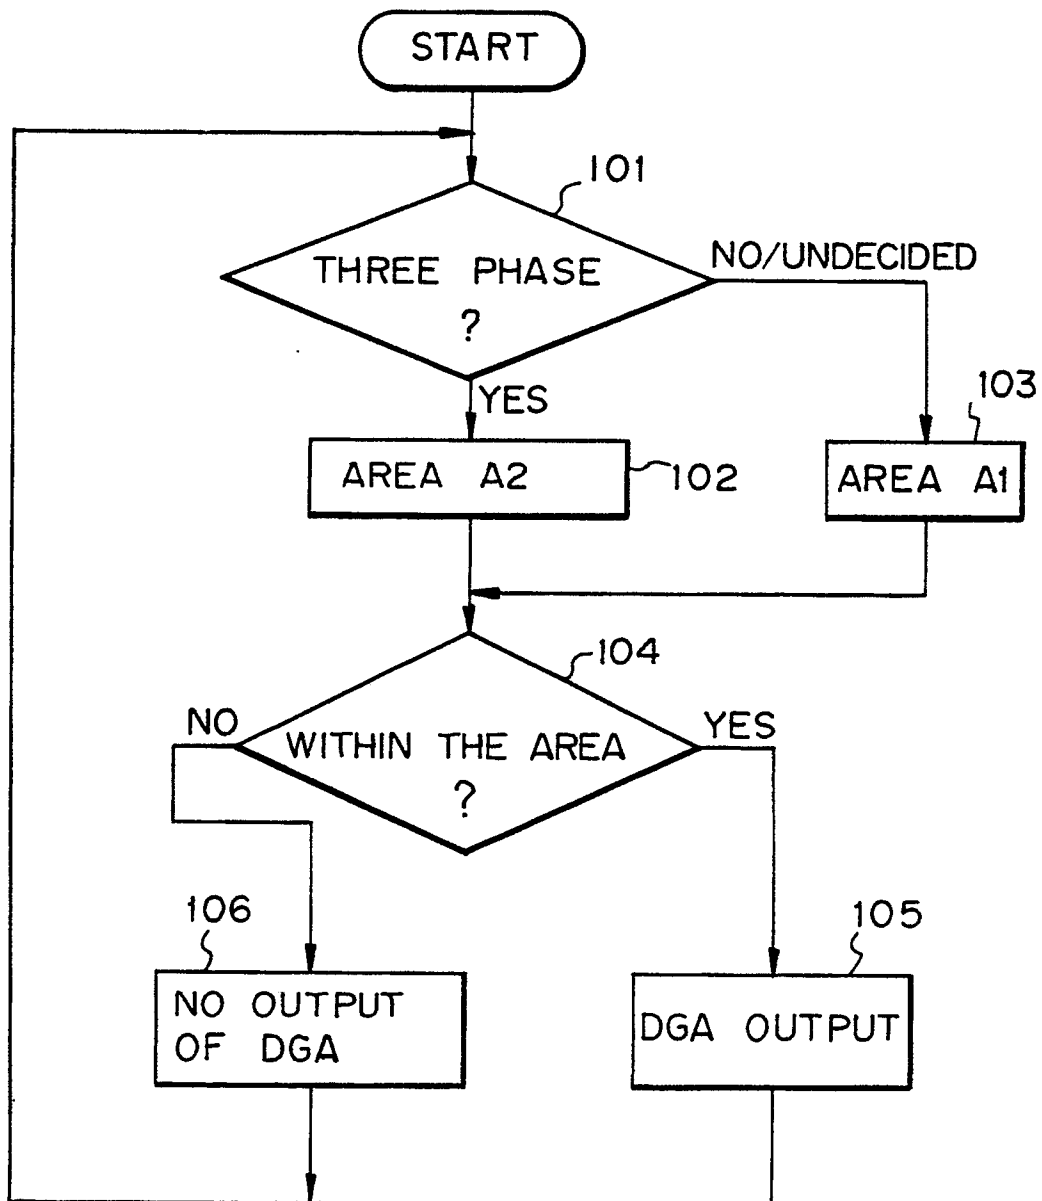 START
101
THREE PHASE
?
NO/UNDECIDED
YES
103
AREA A2
102
AREA A1
104
NO
WITHIN THE AREA
?
YES
106
105
NO OUTPUT
OF DGA
DGA OUTPUT